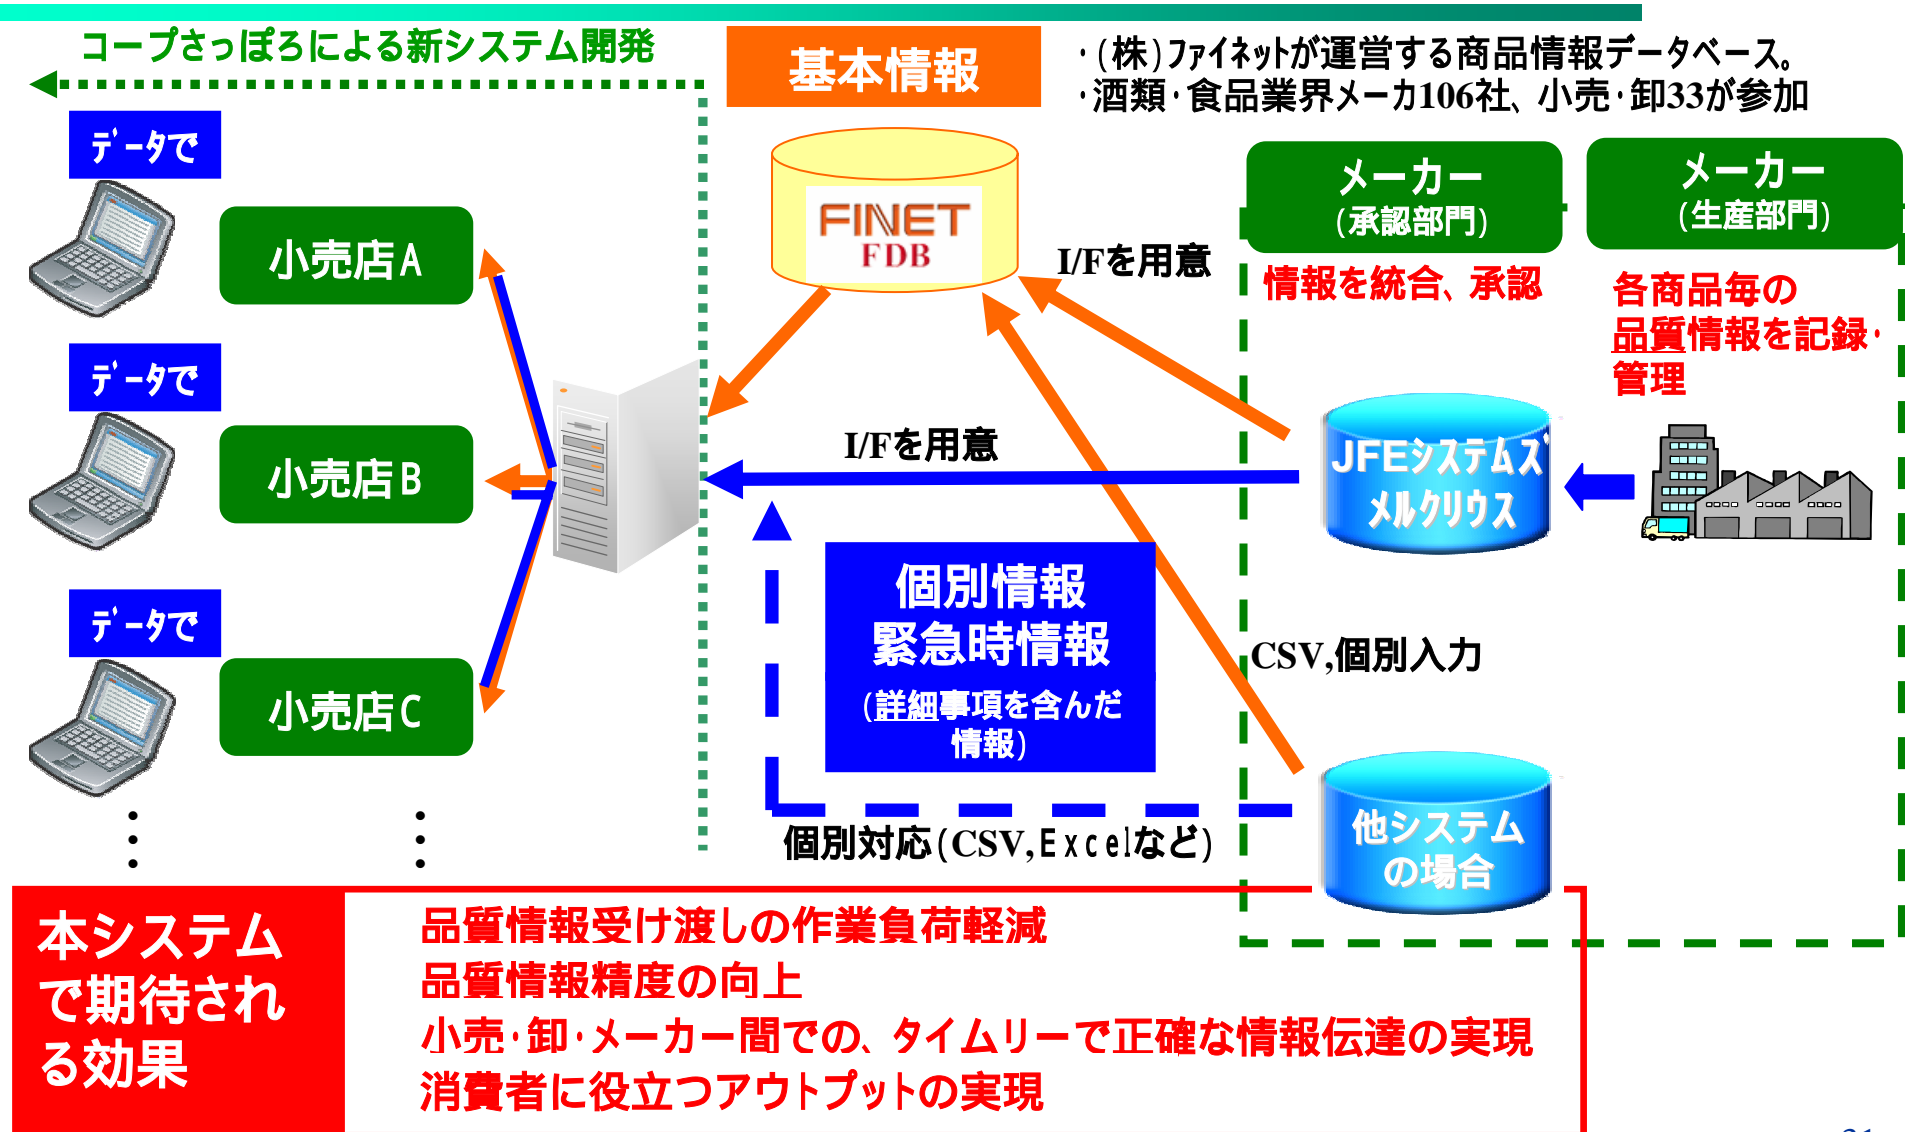 コープさっぽろによる新システム開発
基本情報
・(株)ファイネットが運営する商品情報データベース。
・酒類・食品業界メーカ106社、小売・卸33が参加
データで
小売店A
データで
小売店B
データで
小売店C
FINET
FDB
I/Fを用意
メーカー
(承認部門)
情報を統合、承認
メーカー
(生産部門)
各商品毎の
品質情報を記録・
管理
I/Fを用意
JFEシステムズ
メルクリウス
個別情報
緊急時情報
(詳細事項を含んだ
情報)
CSV,個別入力
個別対応(CSV,Excelなど)
他システム
の場合
本システム
で期待され
る効果
品質情報受け渡しの作業負荷軽減
品質情報精度の向上
小売・卸・メーカー間での、タイムリーで正確な情報伝達の実現
消費者に役立つアウトプットの実現